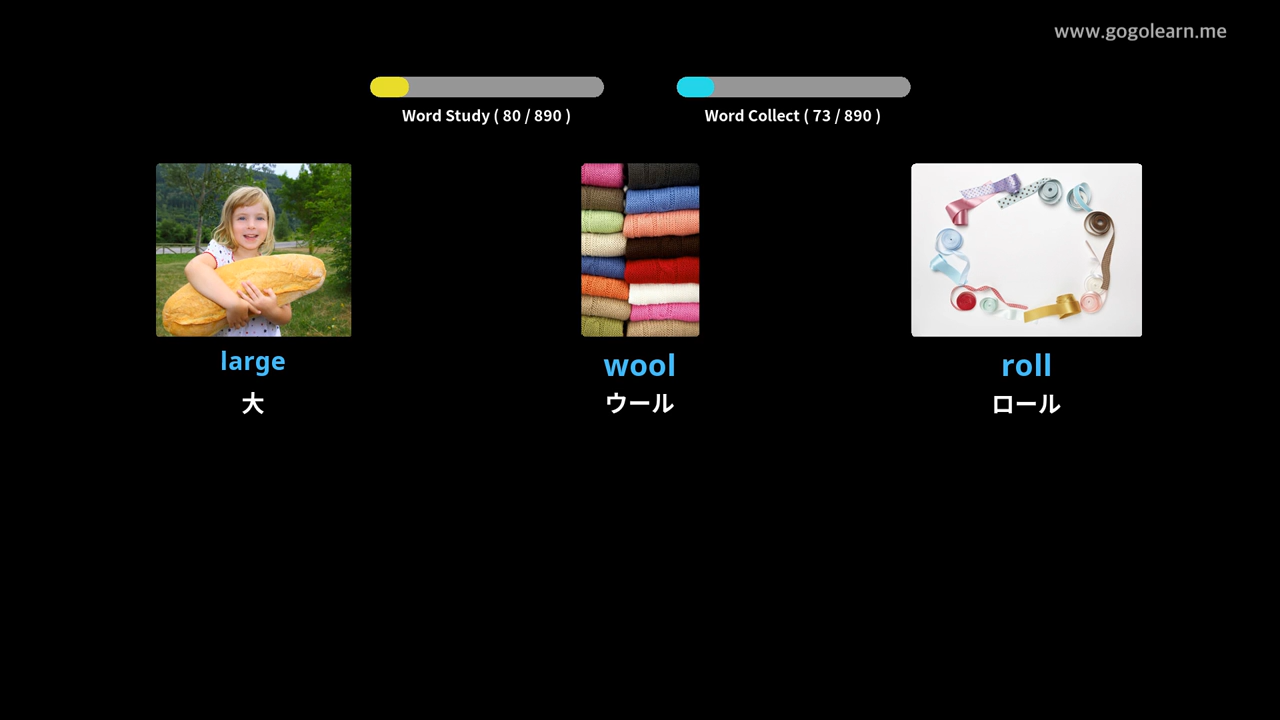 www.gogolearn.me
Word Study ( 80 / 890 )
Word Collect ( 73 / 890 )
large
wool
roll
大
ウール
ロール